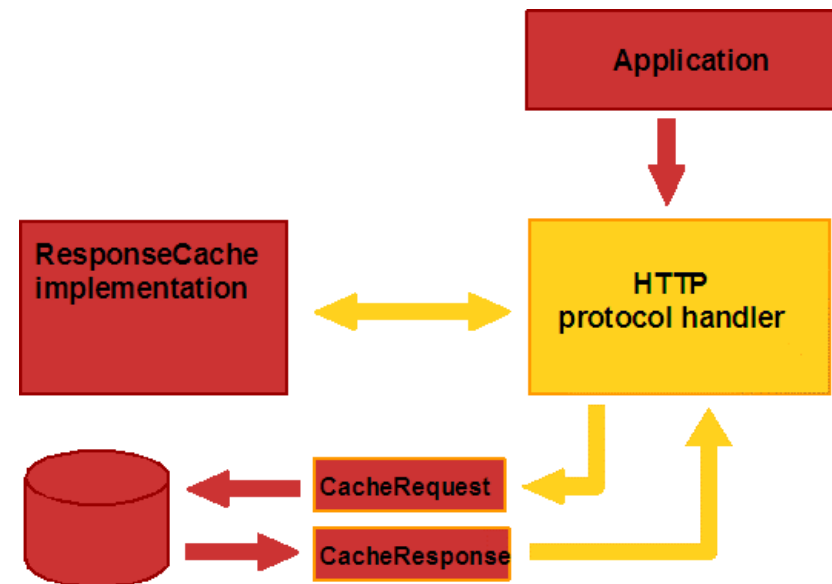 Application
ResponseCache
implementation
HTTP
protocol handler
CacheRequest
CacheResponse